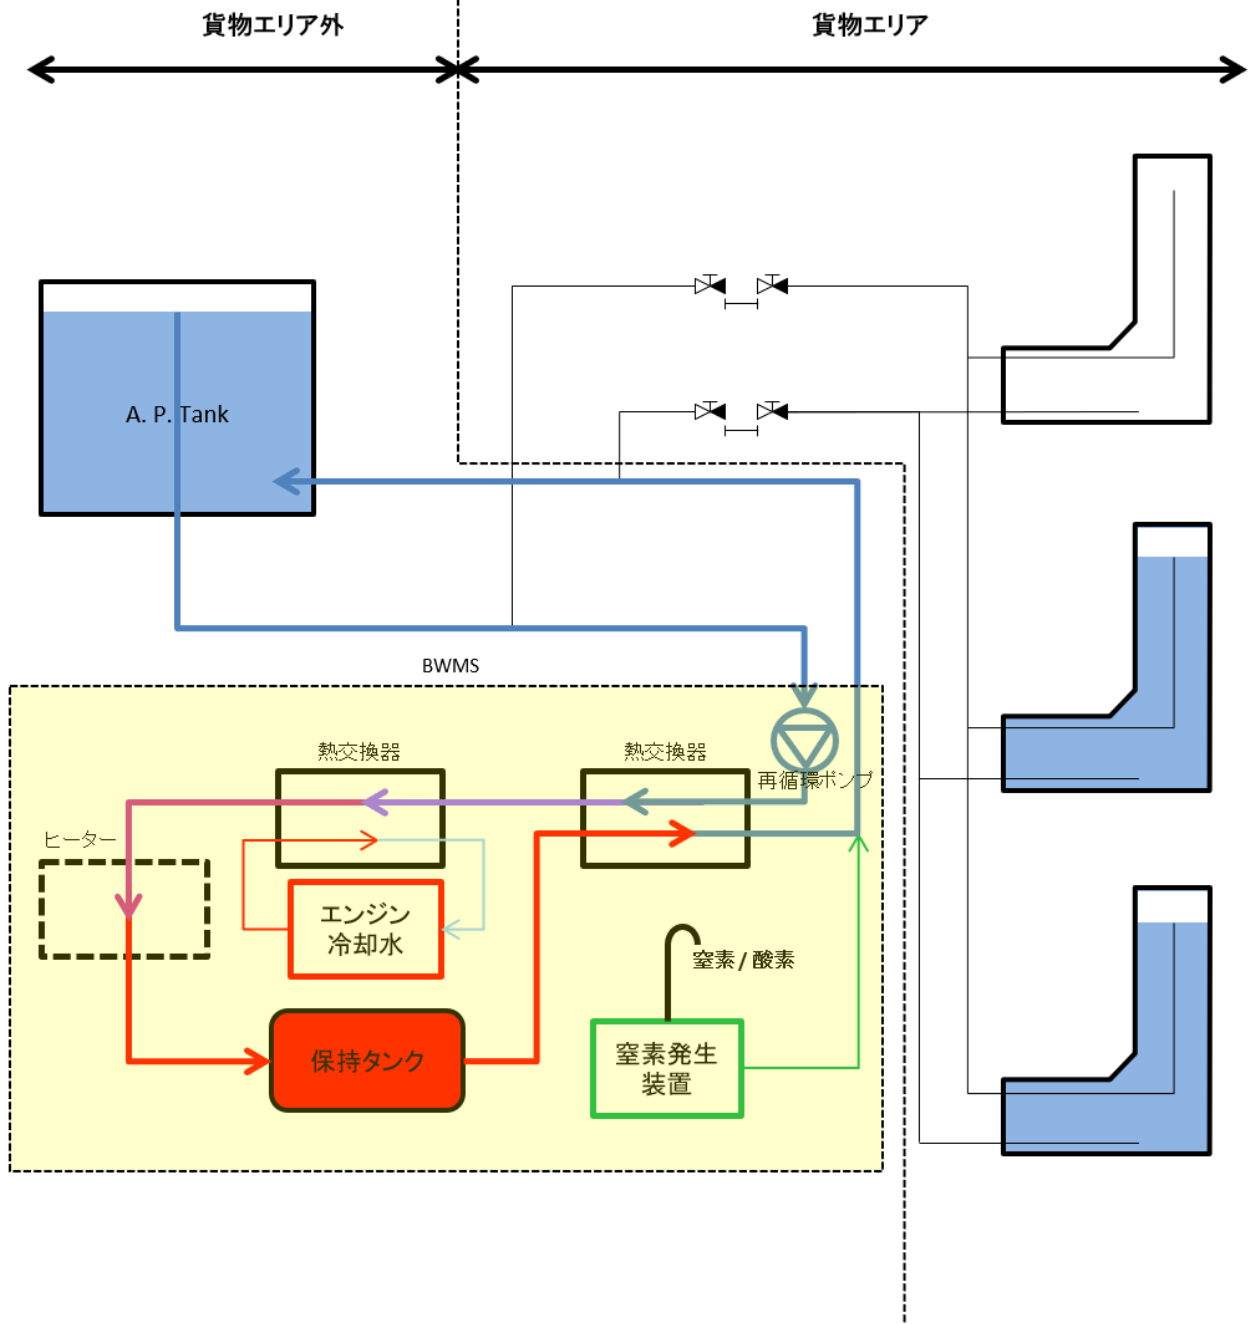 貨物エリア外
貨物エリア
A. P. Tank
BWMS
熱交換器
熱交換器
再循環ポンプ
ヒーター
エンジン
冷却水
窒素 / 酸素
保持タンク
窒素発生
装置